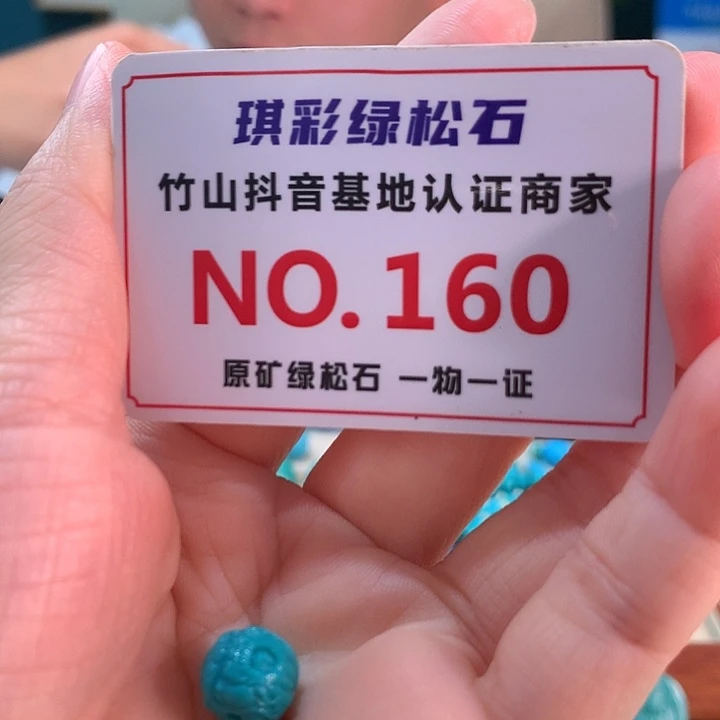 琪彩绿松石
竹山抖音基地认证商家
NO.160
原矿绿松石 一物一证